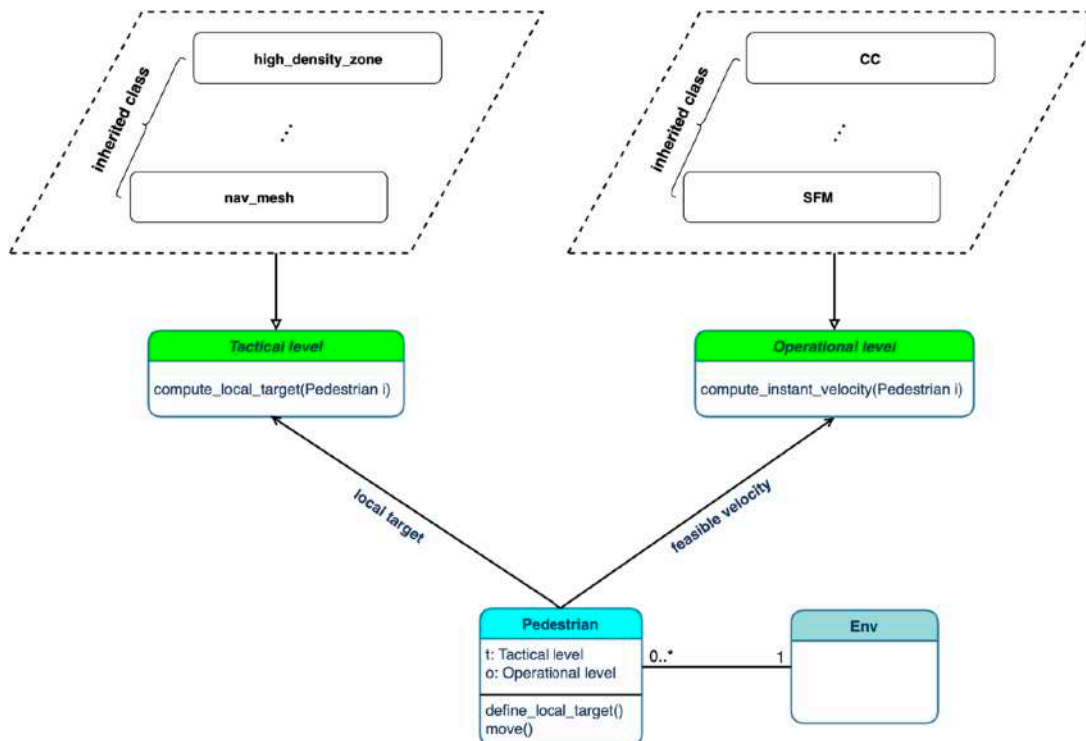 high_density_zone
inherited class
⋮
nav_mesh
CC
inherited class
⋮
SFM
Tactical level
compute_local_target(Pedestrian i)
Operational level
compute_instant_velocity(Pedestrian i)
local target
feasible velocity
Pedestrian
t: Tactical level
o: Operational level
define_local_target()
move()
0..*
1
Env